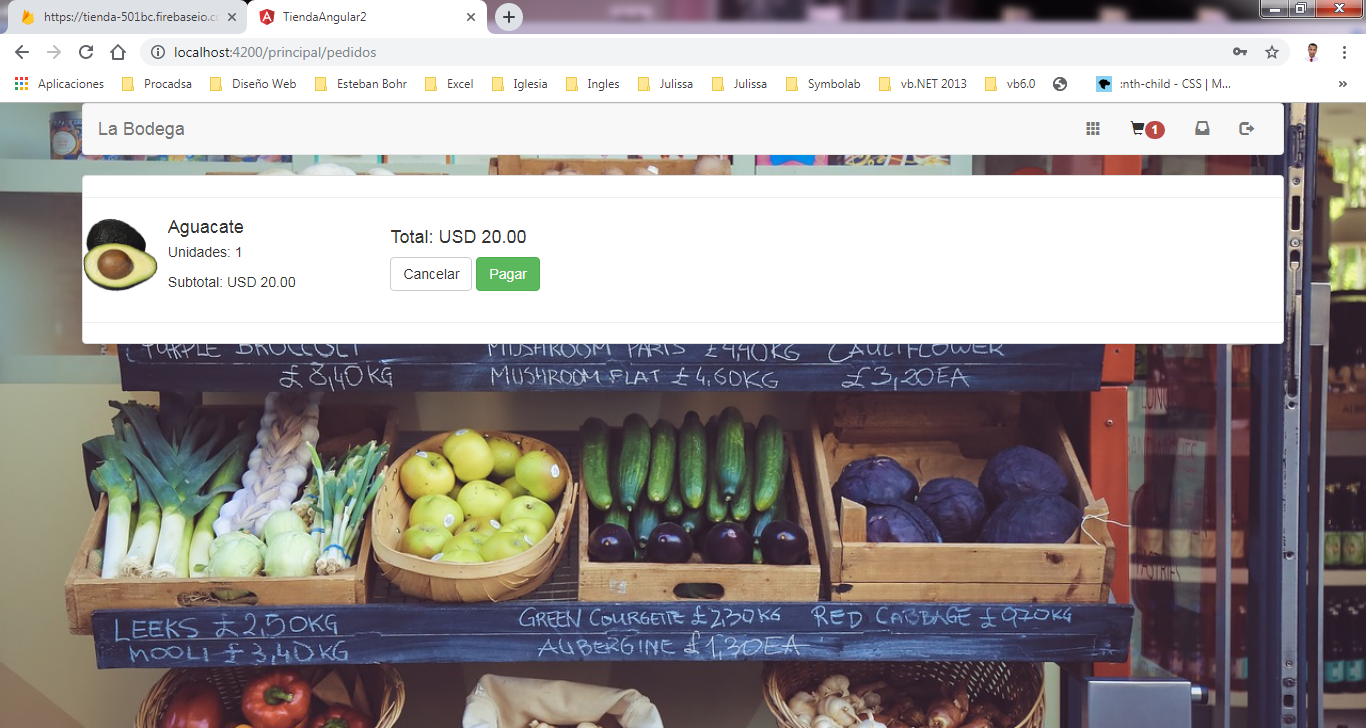 https://tienda-501bc.firebaseio.c
TiendaAngular2
localhost:4200/principal/pedidos
Aplicaciones
Procadsa
Diseño Web
Esteban Bohr
Excel
Iglesia
Ingles
Julissa
Julissa
Symbolab
vb.NET 2013
vb6.0
:nth-child - CSS | M...
»
La Bodega
1
Aguacate
Unidades: 1
Subtotal: USD 20.00
Total: USD 20.00
Cancelar
Pagar
PURPLE BROCCOLI
MUSHROOM PARIS £4,40KG
CAULIFLOWER
£8,40KG
MUSHROOM FLAT £4,60KG
£3,20EA
LEEKS £2,50KG
GREEN COURGETTE £2,30KG
RED CABBAGE £0,70KG
MOOLI £3,40KG
AUBERGINE £1,30EA